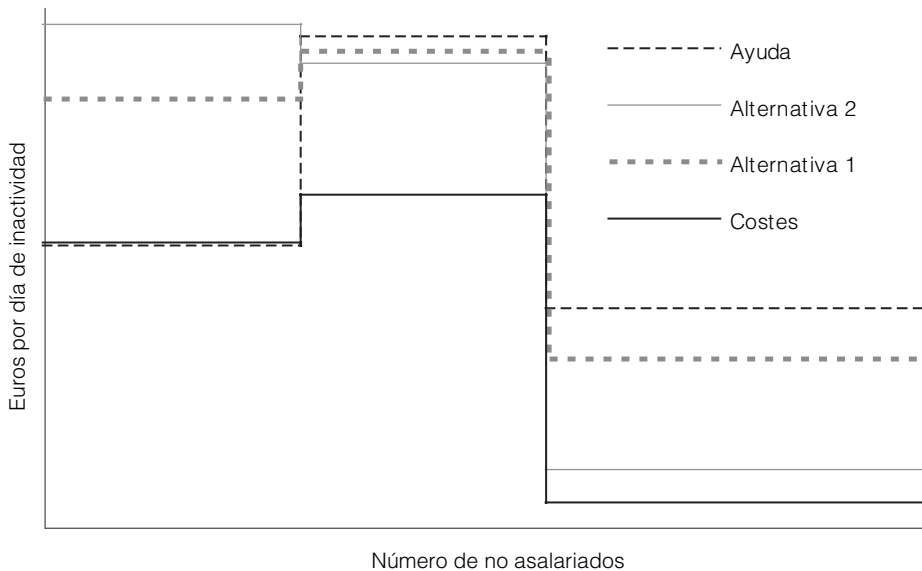 Ayuda
Alternativa 2
Alternativa 1
Costes
Euros por día de inactividad
Número de no asalariados